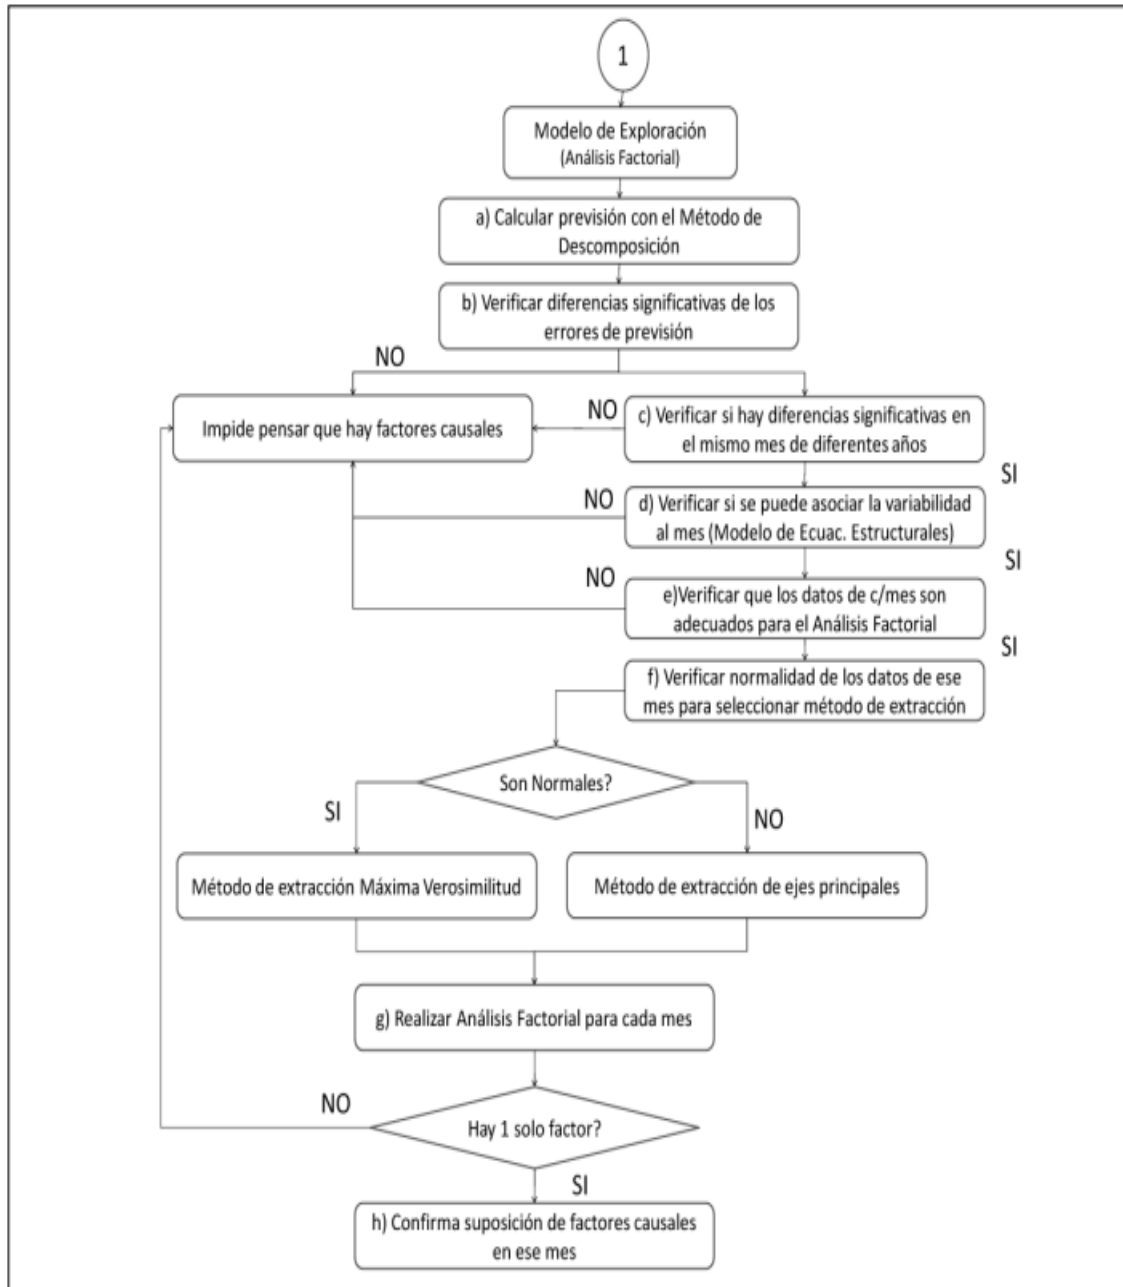 1
Modelo de Exploración
(Análisis Factorial)
a) Calcular previsión con el Método de
Descomposición
b) Verificar diferencias significativas de los
errores de previsión
NO
Impide pensar que hay factores causales
NO
c) Verificar si hay diferencias significativas en
el mismo mes de diferentes años
SI
NO
d) Verificar si se puede asociar la variabilidad
al mes (Modelo de Ecuac. Estructurales)
SI
NO
e)Verificar que los datos de c/mes son
adecuados para el Análisis Factorial
SI
f) Verificar normalidad de los datos de ese
mes para seleccionar método de extracción
Son Normales?
SI
NO
Método de extracción Máxima Verosimilitud
Método de extracción de ejes principales
g) Realizar Análisis Factorial para cada mes
NO
Hay 1 solo factor?
SI
h) Confirma suposición de factores causales
en ese mes